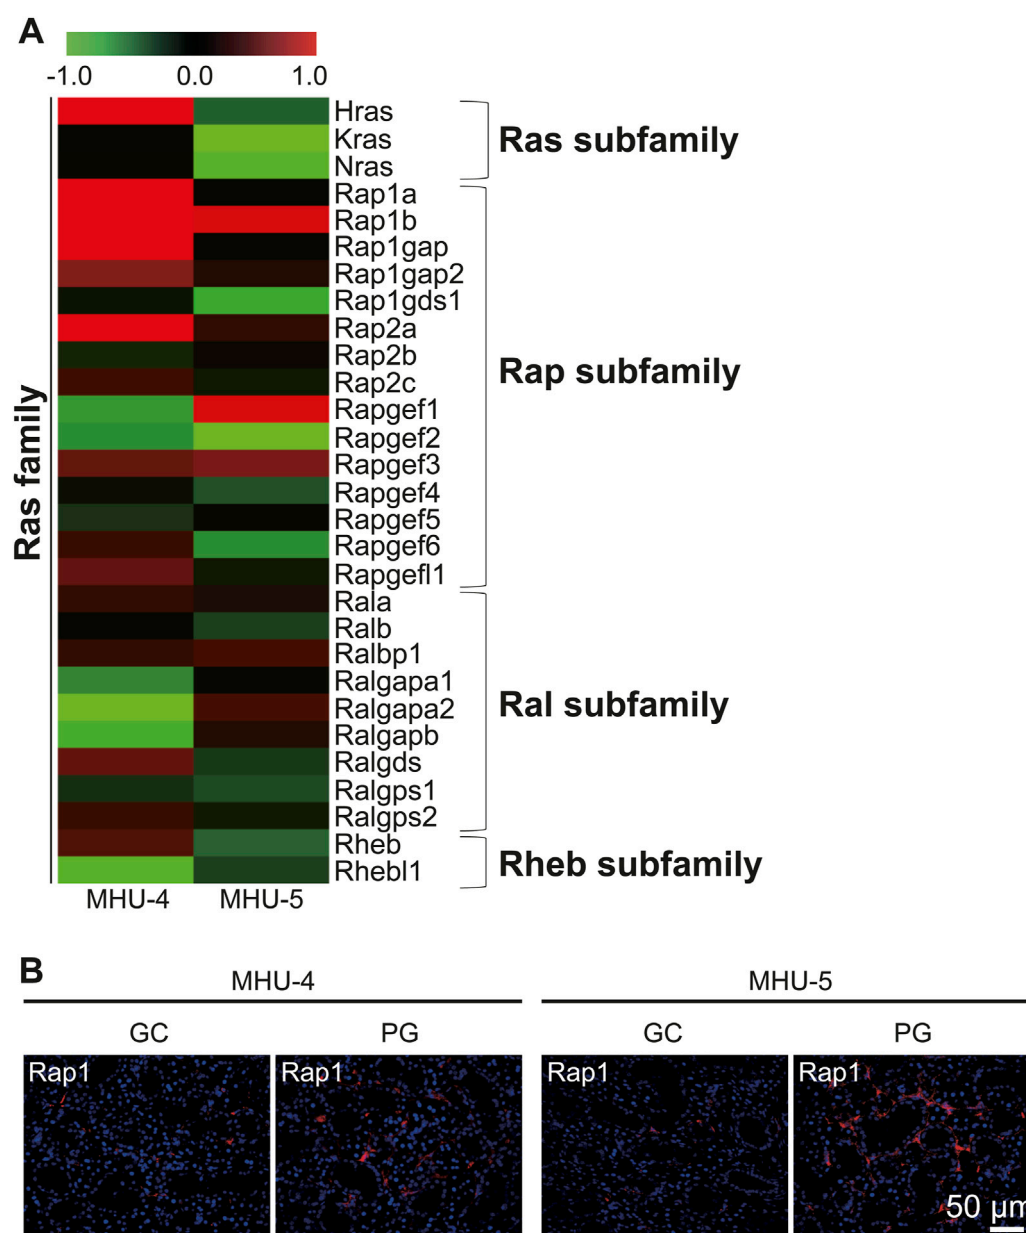 A
-1.0 0.0 1.0
Ras family
Hras
Kras
Nras
Ras subfamily
Rap1a
Rap1b
Rap1gap
Rap1gap2
Rap1gds1
Rap2a
Rap2b
Rap2c
Rapgef1
Rapgef2
Rapgef3
Rapgef4
Rapgef5
Rapgef6
Rapgefl1
Rap subfamily
Rala
Ralb
Ralbp1
Ralgapa1
Ralgapa2
Ralgapb
Ralgds
Ralgps1
Ralgps2
Ral subfamily
Rheb
Rhebl1
Rheb subfamily
MHU-4 MHU-5
B
MHU-4 MHU-5
GC PG GC PG
Rap1 Rap1 Rap1 Rap1
50 μm